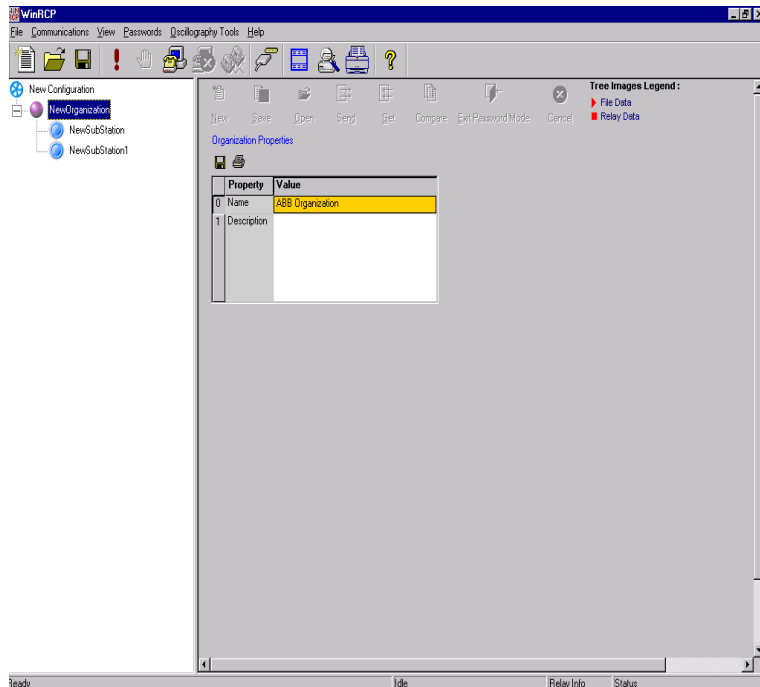 WinRCP
File Communications View Passwords Oscillography Tools Help
New Configuration
NewOrganization
NewSubStation
NewSubStation1
New Save Open Send Get Compare Exit Password Mode Cancel
Tree Images Legend :
File Data
Relay Data
Organization Properties
Property Value
0 Name ABB Organization
1 Description
Ready Idle Relay Info Status